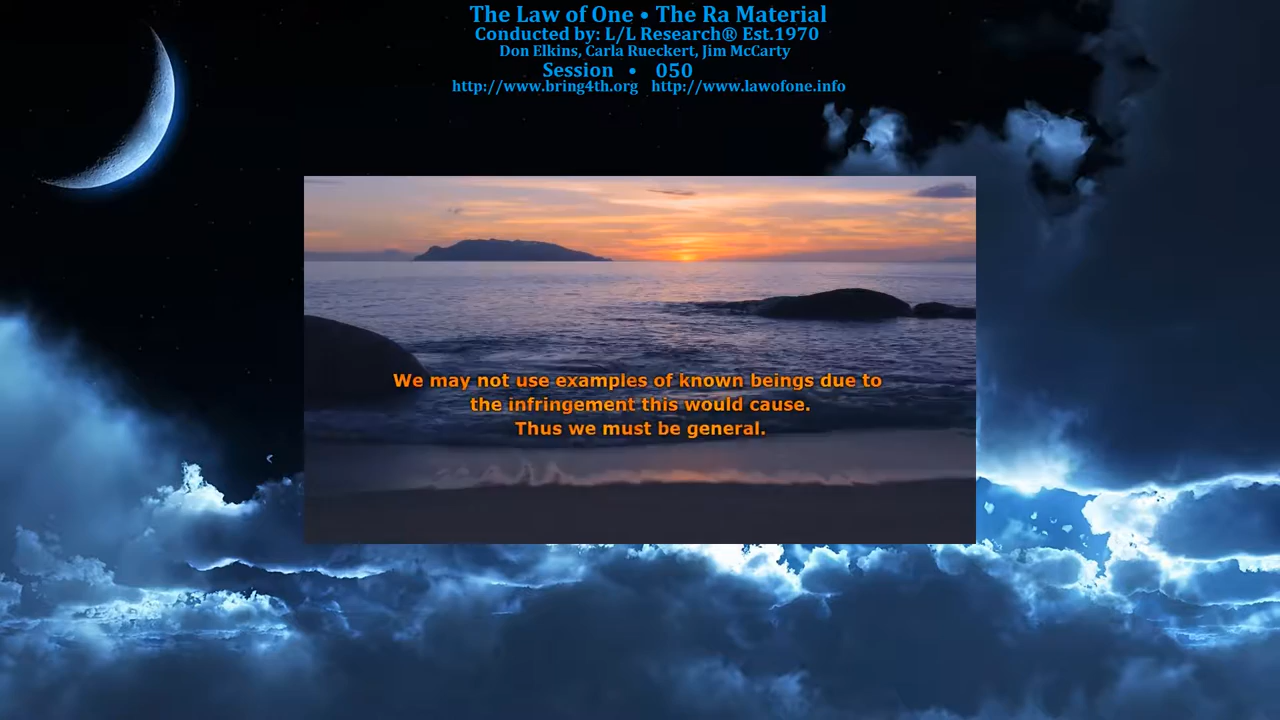 The Law of One • The Ra Material
Conducted by: L/L Research® Est.1970
Don Elkins, Carla Rueckert, Jim McCarty
Session • 050
http://www.bring4th.org http://www.lawofone.info
We may not use examples of known beings due to
the infringement this would cause.
Thus we must be general.